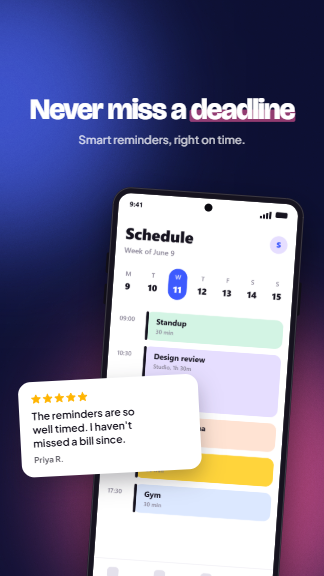 Never miss a deadline
Smart reminders, right on time.
9:41
Schedule
S
Week of June 9
M T W T F S S
9 10 11 12 13 14 15
09:00
Standup
30 min
10:30
Design review
Studio, 1h 30m
The reminders are so
well timed. I haven't
missed a bill since.
Priya R.
17:30
Gym
30 min